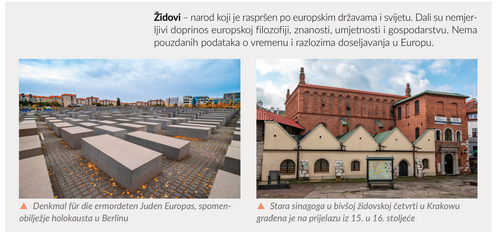 Židovi – narod koji je raspršen po europskim državama i svijetu. Dali su nemjer-
ljivi doprinos europskoj filozofiji, znanosti, umjetnosti i gospodarstvu. Nema
pouzdanih podataka o vremenu i razlozima doseljavanja u Europu.
▲ Denkmal für die ermordeten Juden Europas, spomen-
obilježje holokausta u Berlinu
▲ Stara sinagoga u bivšoj židovskoj četvrti u Krakowu
građena je na prijelazu iz 15. u 16. stoljeće